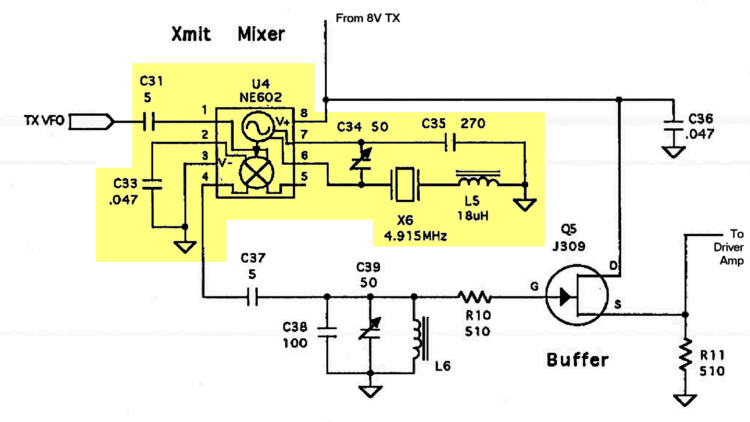 From 8V TX
Xmit Mixer
C31
5
U4
NE602
TX VFO
1
8
V+
2
7
C34 50
C35 270
C36
.047
3
V-
6
C33
.047
4
5
X6
4.915MHz
L5
18uH
Q5
J309
To
Driver
Amp
C37
5
C39
50
D
G
S
R10
510
C38
100
L6
Buffer
R11
510